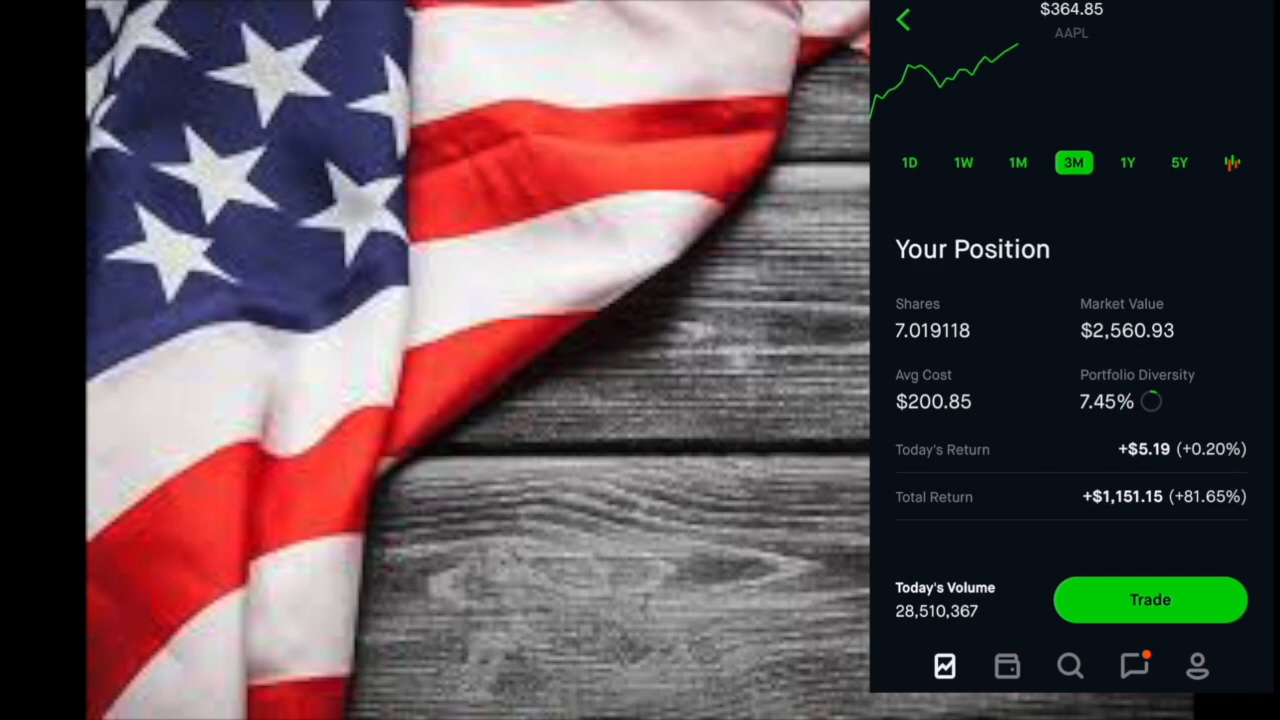 $364.85
AAPL
1D 1W 1M 3M 1Y 5Y
Your Position
Shares Market Value
7.019118 $2,560.93
Avg Cost Portfolio Diversity
$200.85 7.45%
Today's Return +$5.19 (+0.20%)
Total Return +$1,151.15 (+81.65%)
Today's Volume
28,510,367
Trade